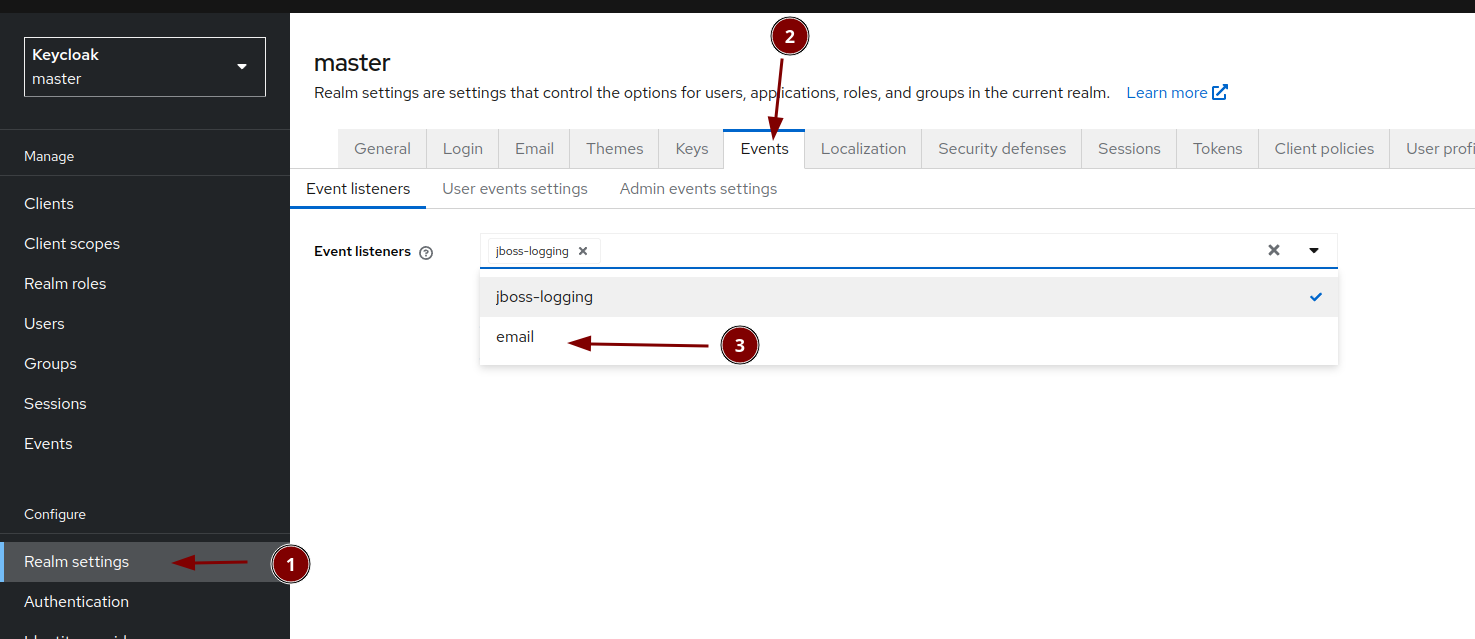 Keycloak
master
Manage
Clients
Client scopes
Realm roles
Users
Groups
Sessions
Events
Configure
Realm settings
1
Authentication
2
master
Realm settings are settings that control the options for users, applications, roles, and groups in the current realm. Learn more
General Login Email Themes Keys Events Localization Security defenses Sessions Tokens Client policies User profi
Event listeners User events settings Admin events settings
Event listeners jboss-logging
jboss-logging
email
3